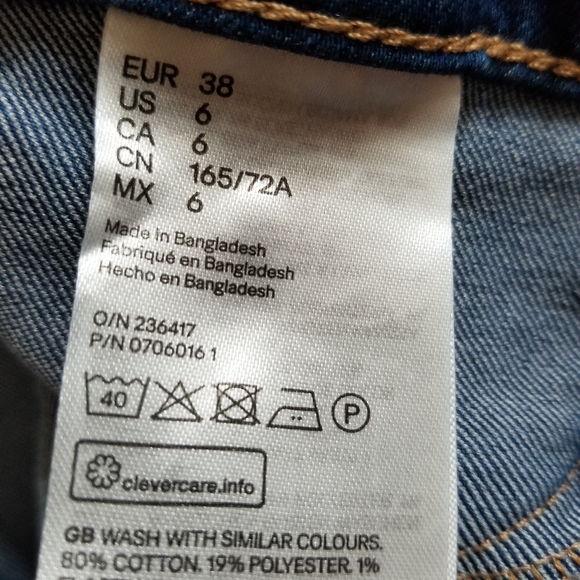 EUR 38
US 6
CA 6
CN 165/72A
MX 6
Made in Bangladesh
Fabriqué en Bangladesh
Hecho en Bangladesh
O/N 236417
P/N 0706016 1
40 P
clevercare.info
GB WASH WITH SIMILAR COLOURS.
80% COTTON. 19% POLYESTER. 1%